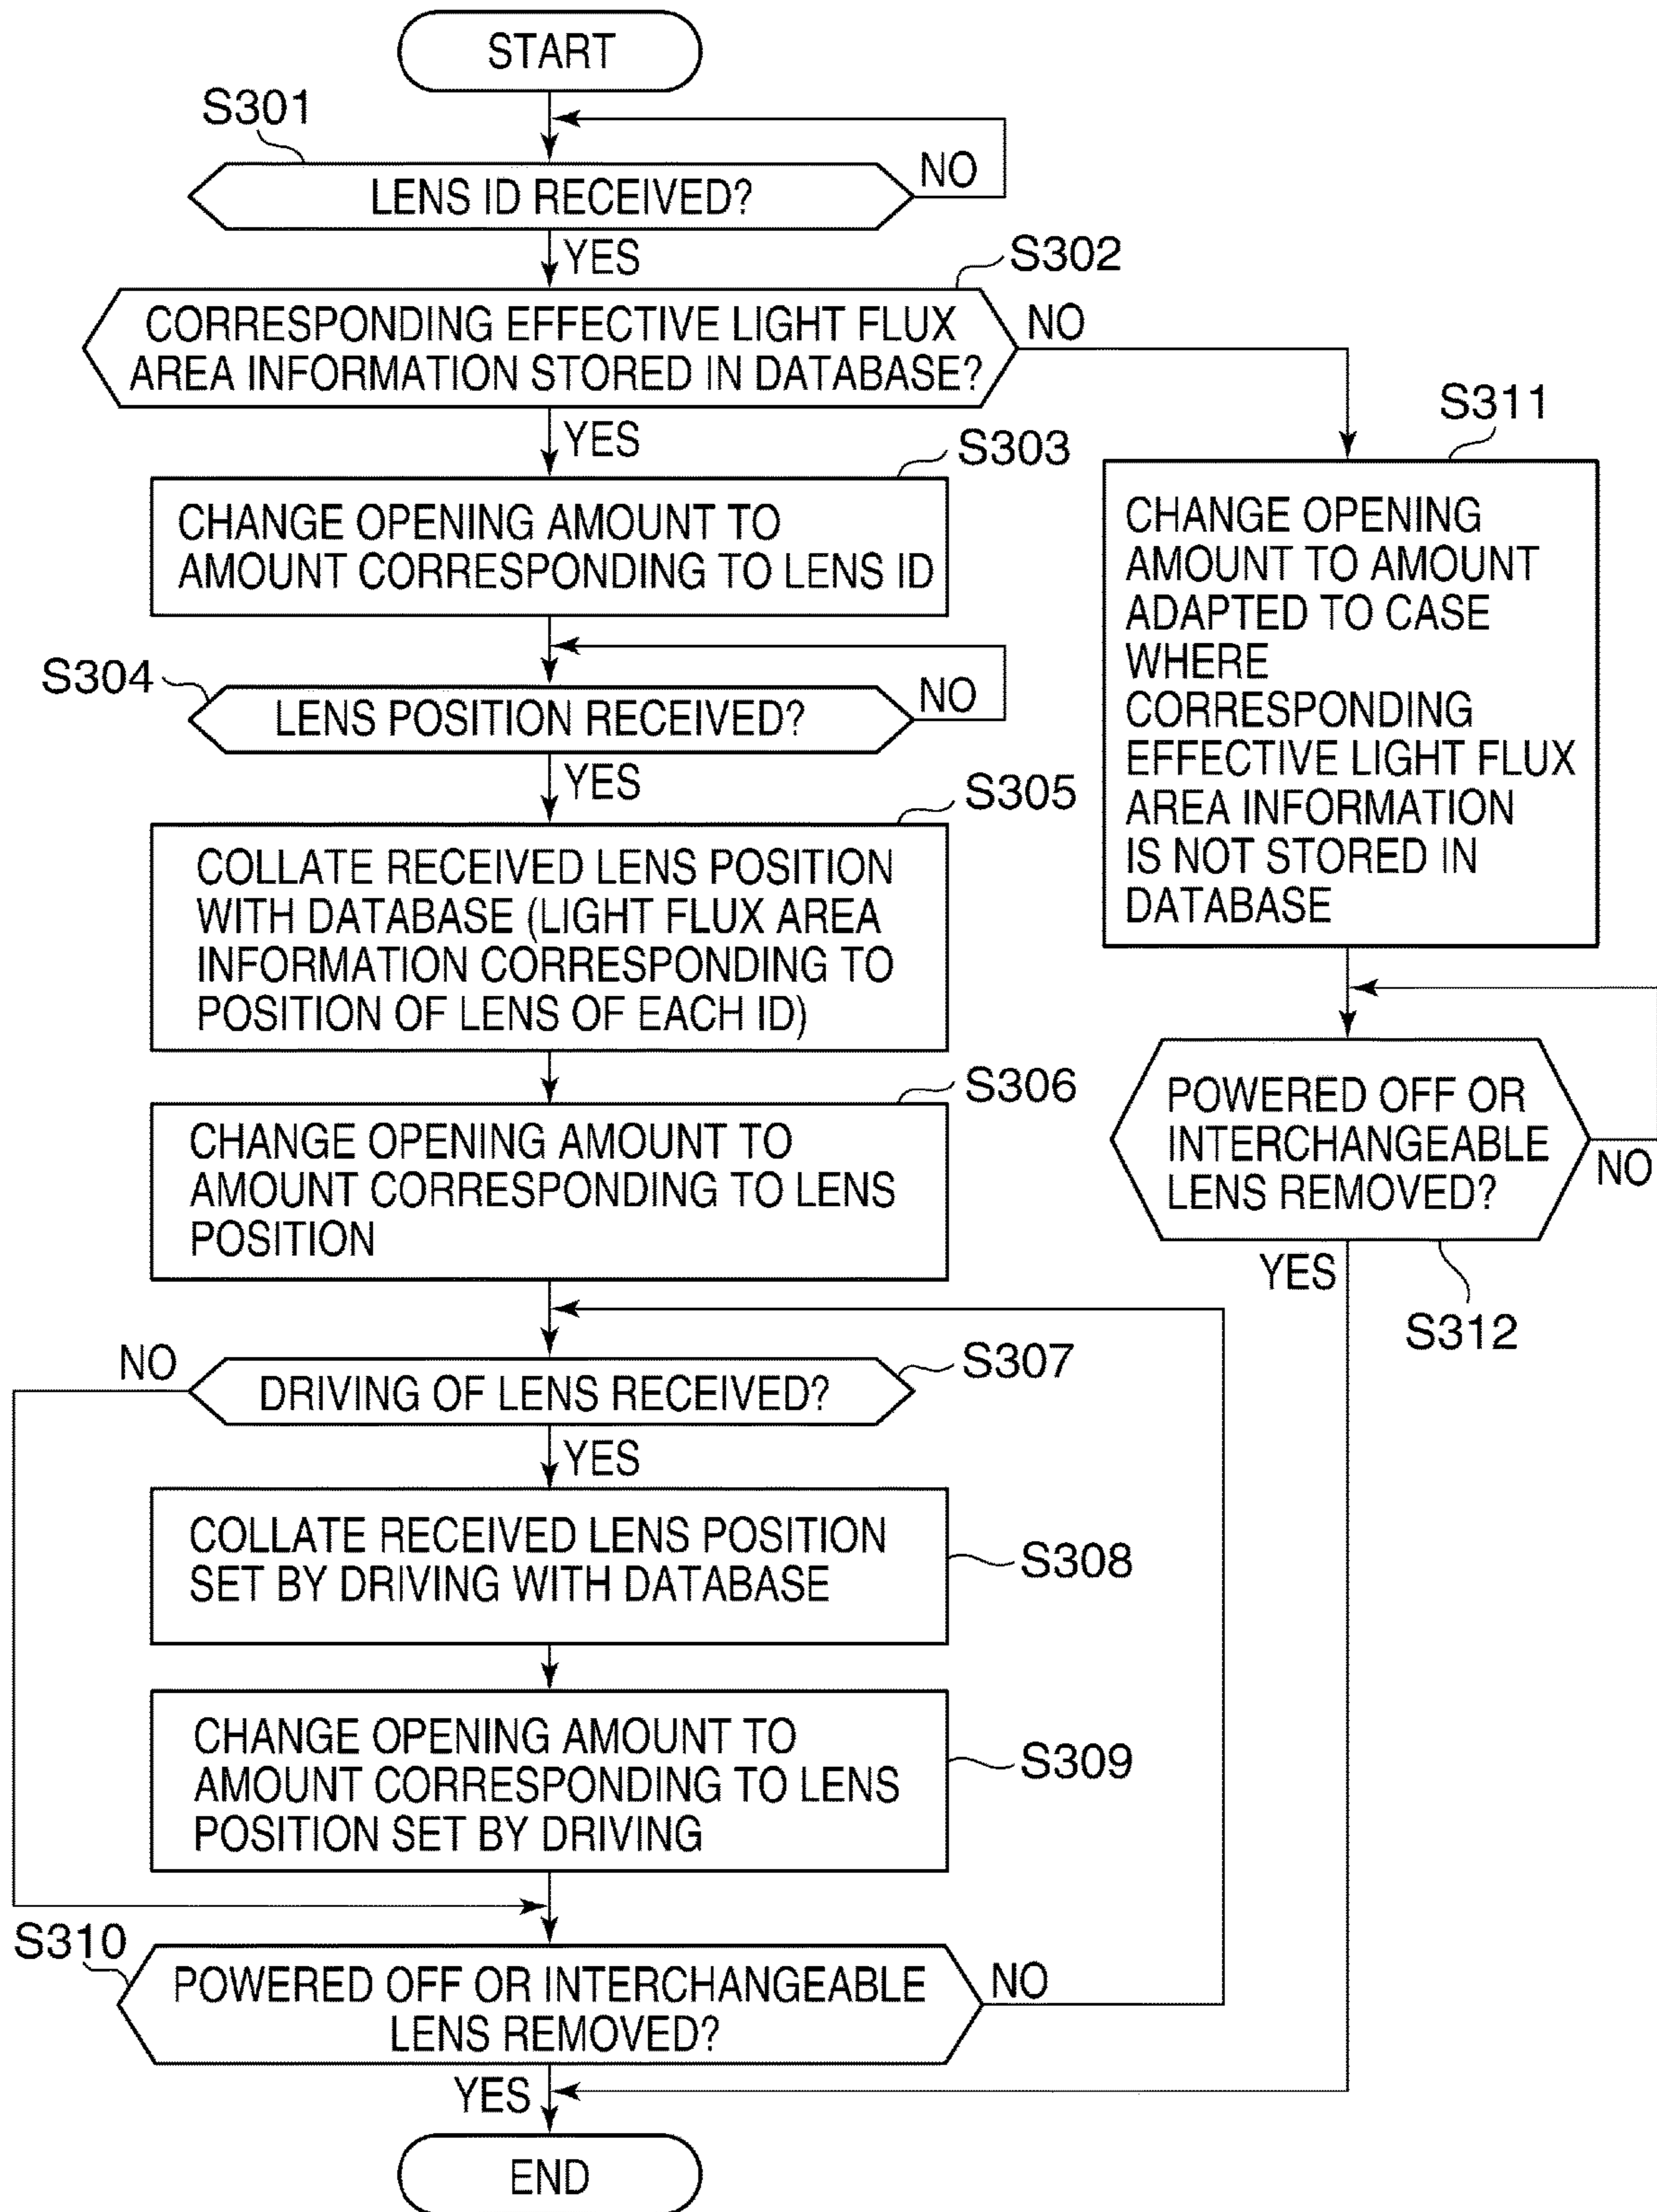 START
S301
LENS ID RECEIVED?
NO
YES
S302
CORRESPONDING EFFECTIVE LIGHT FLUX
AREA INFORMATION STORED IN DATABASE?
NO
YES
S303
CHANGE OPENING AMOUNT TO
AMOUNT CORRESPONDING TO LENS ID
S304
LENS POSITION RECEIVED?
NO
YES
S305
COLLATE RECEIVED LENS POSITION
WITH DATABASE (LIGHT FLUX AREA
INFORMATION CORRESPONDING TO
POSITION OF LENS OF EACH ID)
S306
CHANGE OPENING AMOUNT TO
AMOUNT CORRESPONDING TO LENS
POSITION
S307
DRIVING OF LENS RECEIVED?
NO
YES
COLLATE RECEIVED LENS POSITION
SET BY DRIVING WITH DATABASE
S308
CHANGE OPENING AMOUNT TO
AMOUNT CORRESPONDING TO LENS
POSITION SET BY DRIVING
S309
S310
POWERED OFF OR INTERCHANGEABLE
LENS REMOVED?
NO
YES
END
S311
CHANGE OPENING
AMOUNT TO AMOUNT
ADAPTED TO CASE
WHERE
CORRESPONDING
EFFECTIVE LIGHT FLUX
AREA INFORMATION
IS NOT STORED IN
DATABASE
POWERED OFF OR
INTERCHANGEABLE
LENS REMOVED?
NO
YES
S312